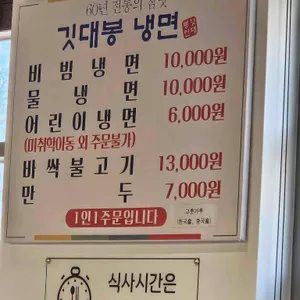 60년 전통의 맛집
깃대봉 냉면
비빔냉면 10,000원
물냉면 10,000원
어린이냉면 6,000원
(미취학아동 외 주문불가)
바싹불고기 13,000원
만두 7,000원
1인1주문입니다
고춧가루
식사시간은